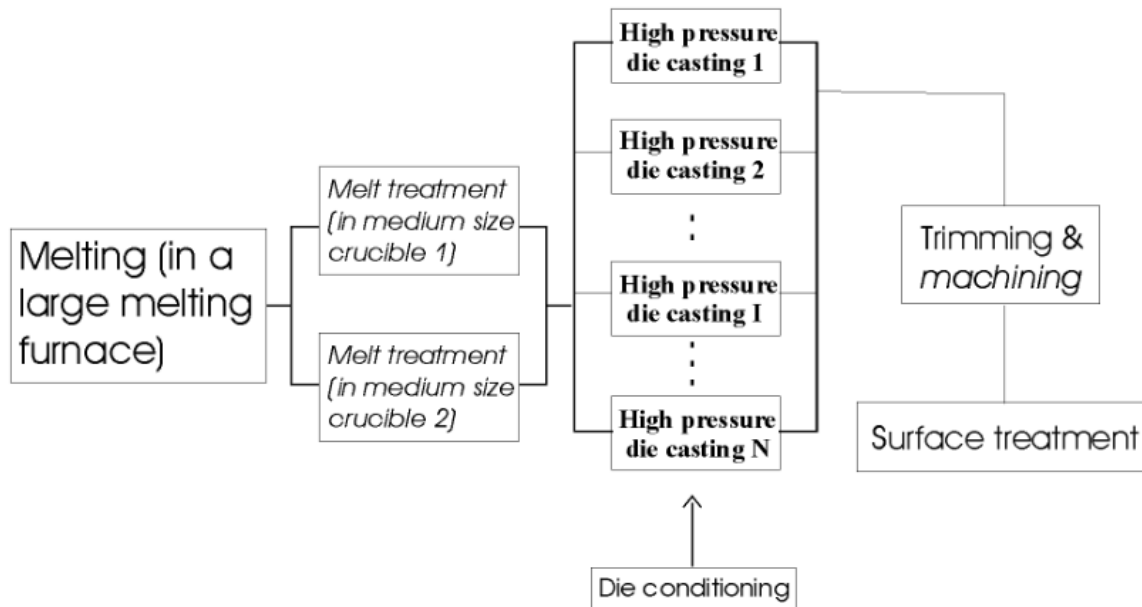 Melting (in a
large melting
furnace)
Melt treatment
(in medium size
crucible 1)
Melt treatment
(in medium size
crucible 2)
High pressure
die casting 1
High pressure
die casting 2
High pressure
die casting I
High pressure
die casting N
Die conditioning
Trimming &
machining
Surface treatment